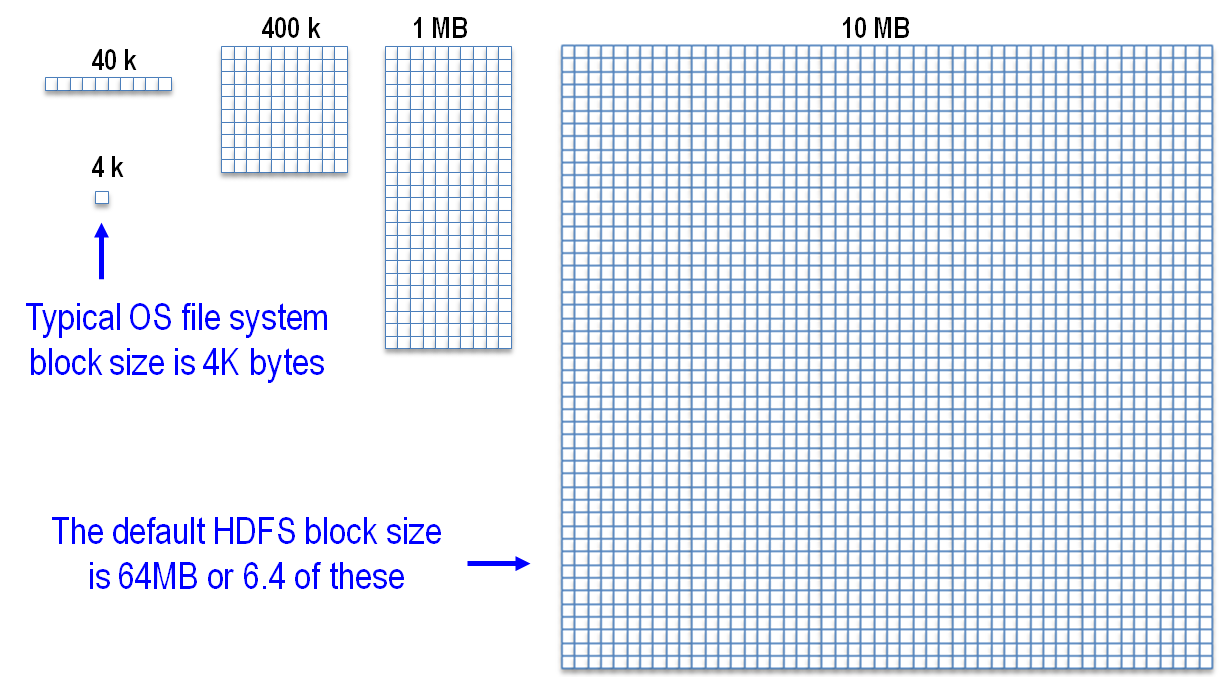 40 k
400 k
1 MB
10 MB
4 k
Typical OS file system
block size is 4K bytes
The default HDFS block size
is 64MB or 6.4 of these